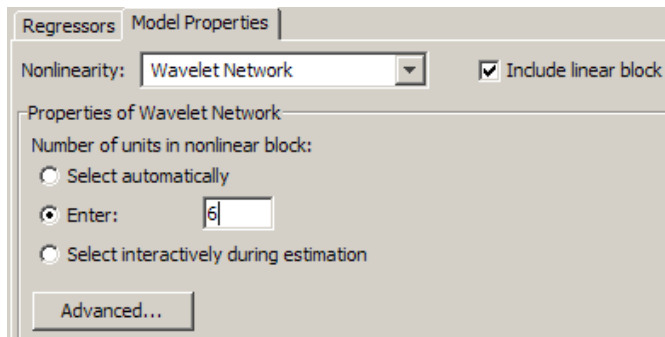 Regressors Model Properties
Nonlinearity: Wavelet Network Include linear block
Properties of Wavelet Network
Number of units in nonlinear block:
Select automatically
Enter: 6
Select interactively during estimation
Advanced...